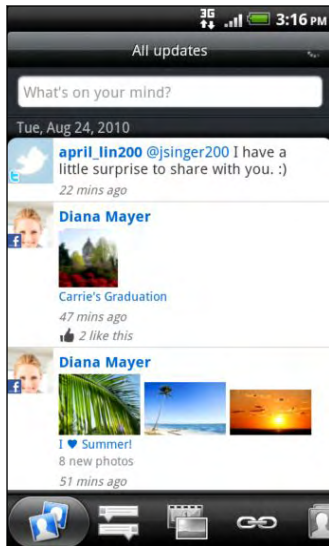 3G
3:16 PM
All updates
What's on your mind?
Tue, Aug 24, 2010
april_lin200 @jsinger200 I have a
little surprise to share with you. :)
22 mins ago
Diana Mayer
Carrie's Graduation
47 mins ago
2 like this
Diana Mayer
I ♥ Summer!
8 new photos
51 mins ago